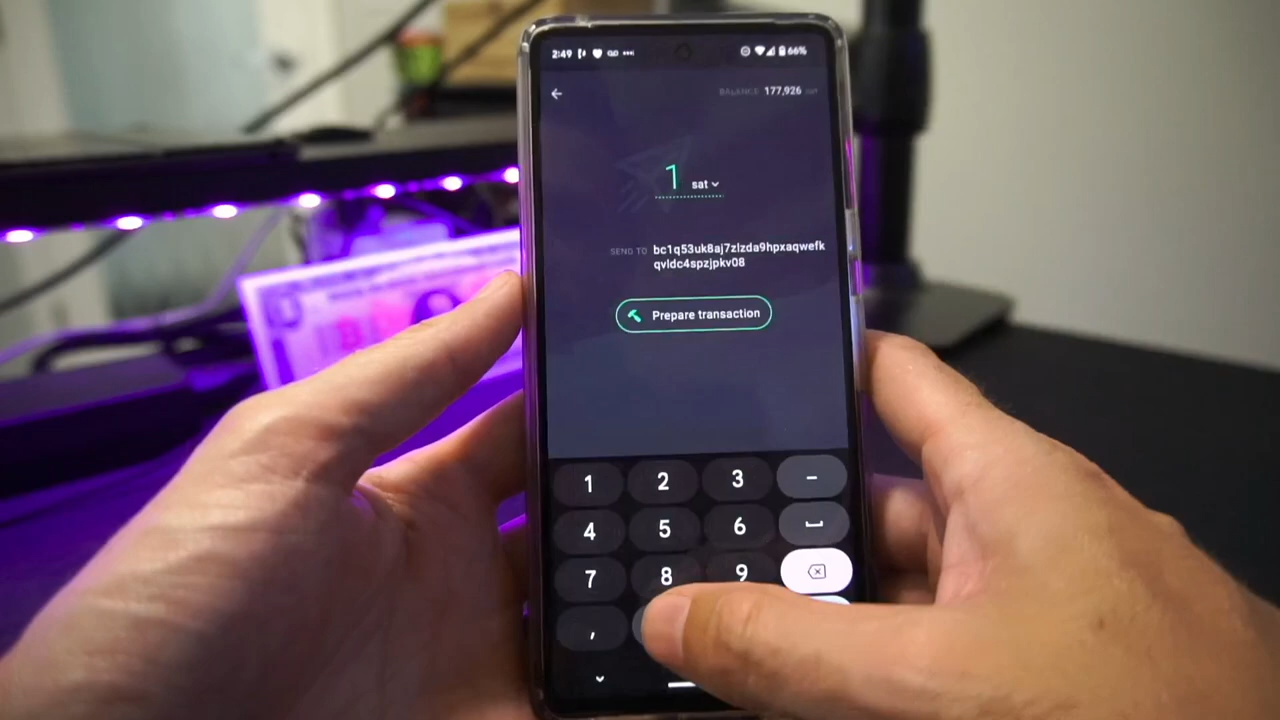 2:49
66%
BALANCE 177,926 sat
1 sat
SEND TO bc1q53uk8aj7zlzda9hpxaqwefk
qvldc4spzjpkv08
Prepare transaction
1 2 3 -
4 5 6
7 8 9
,